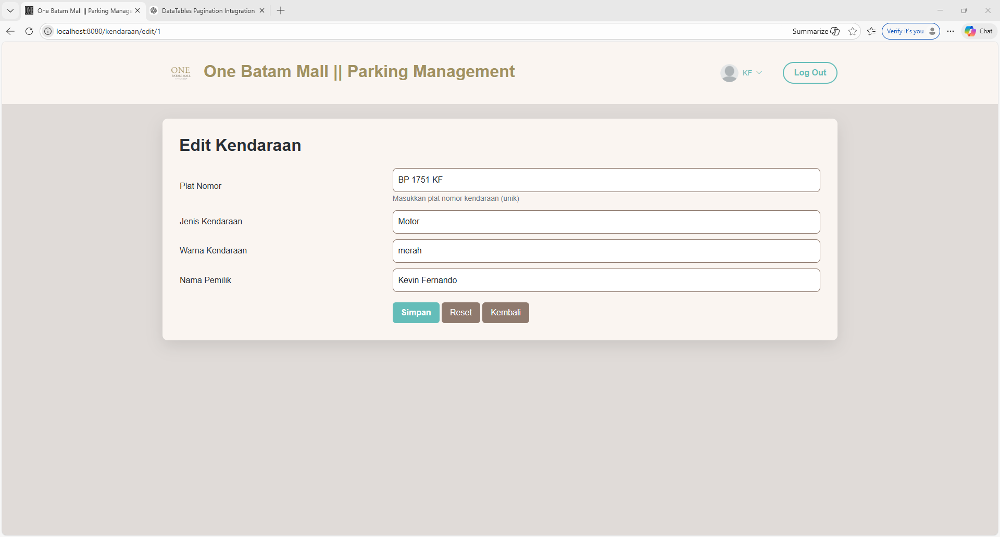 One Batam Mall || Parking Manage
DataTables Pagination Integration
localhost:8080/kendaraan/edit/1
Summarize
Verify it's you
Chat
ONE
BATAM MALL
One Batam Mall || Parking Management
KF
Log Out
Edit Kendaraan
Plat Nomor
BP 1751 KF
Masukkan plat nomor kendaraan (unik)
Jenis Kendaraan
Motor
Warna Kendaraan
merah
Nama Pemilik
Kevin Fernando
Simpan
Reset
Kembali